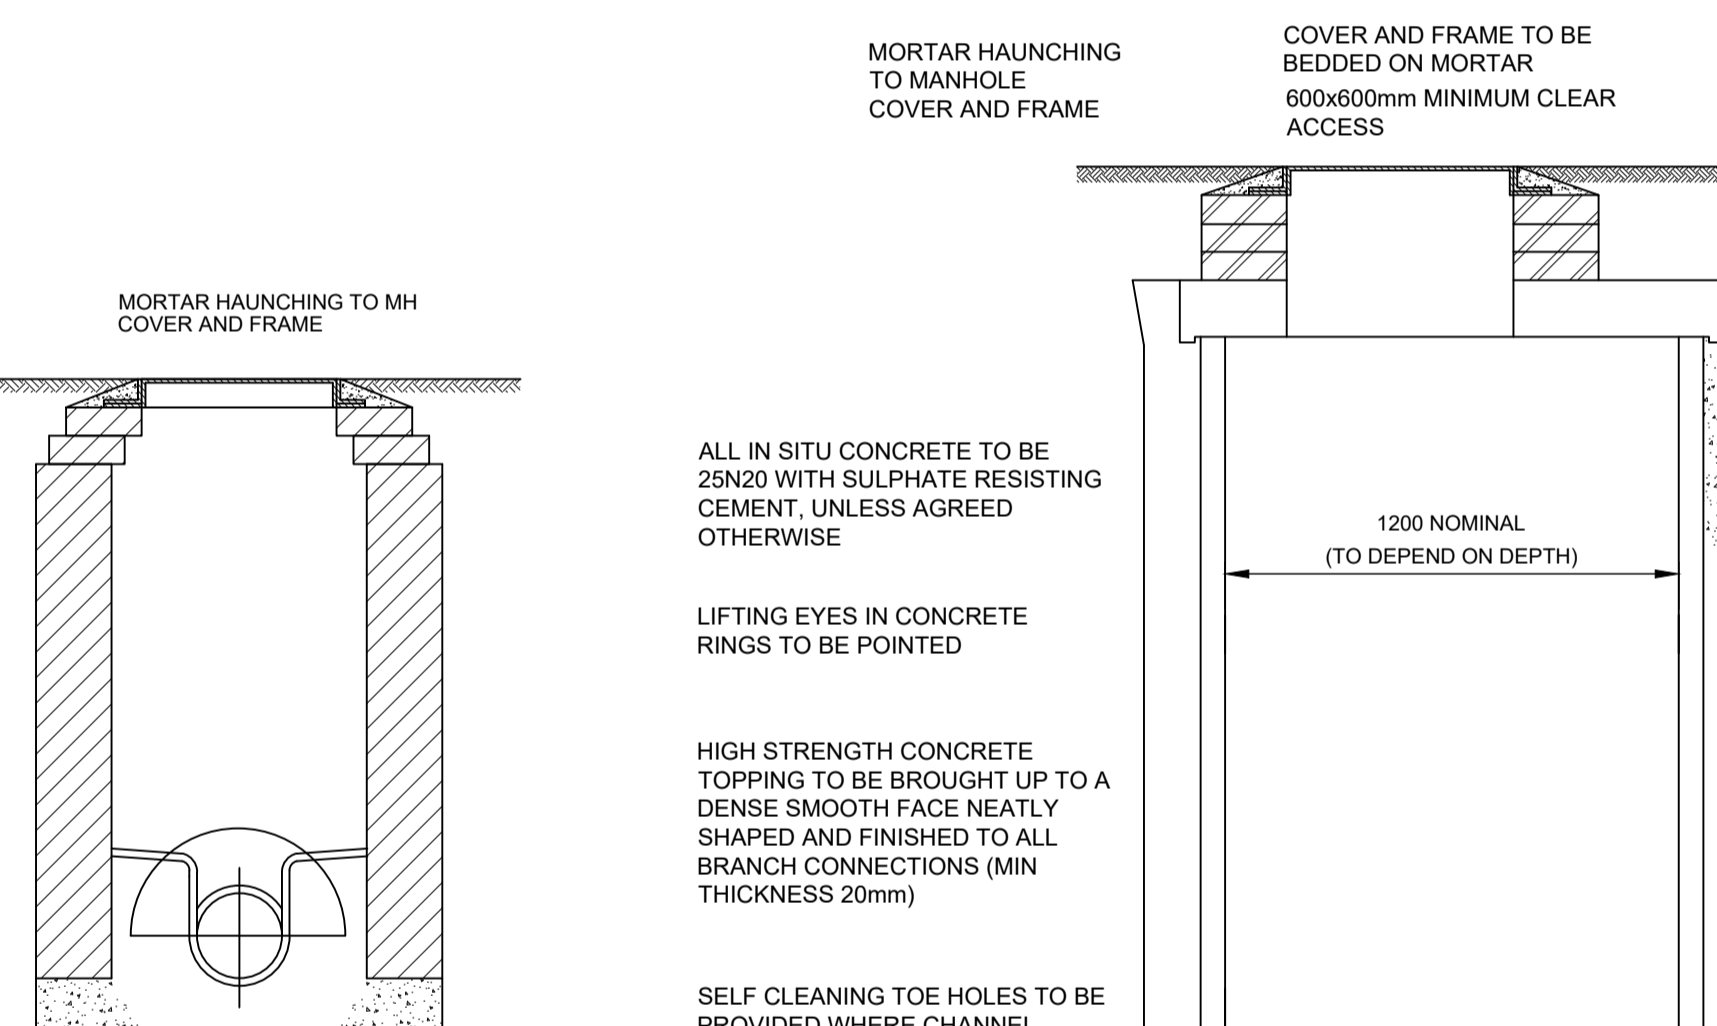 MORTAR HAUNCHING
TO MANHOLE
COVER AND FRAME
COVER AND FRAME TO BE
BEDDED ON MORTAR
600x600mm MINIMUM CLEAR
ACCESS
MORTAR HAUNCHING TO MH
COVER AND FRAME
ALL IN SITU CONCRETE TO BE
25N20 WITH SULPHATE RESISTING
CEMENT, UNLESS AGREED
OTHERWISE
1200 NOMINAL
(TO DEPEND ON DEPTH)
LIFTING EYES IN CONCRETE
RINGS TO BE POINTED
HIGH STRENGTH CONCRETE
TOPPING TO BE BROUGHT UP TO A
DENSE SMOOTH FACE NEATLY
SHAPED AND FINISHED TO ALL
BRANCH CONNECTIONS (MIN
THICKNESS 20mm)
SELF CLEANING TOE HOLES TO BE
PROVIDED WHERE CHANNEL